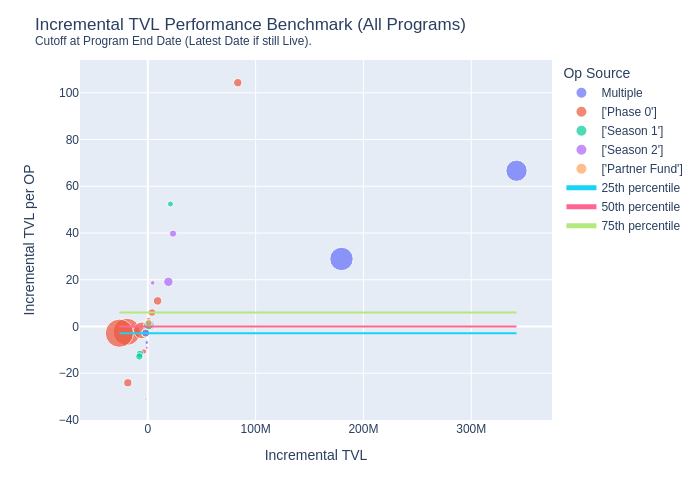 Incremental TVL Performance Benchmark (All Programs)
Cutoff at Program End Date (Latest Date if still Live).
Incremental TVL per OP
100
80
60
40
20
0
−20
−40
0
100M
200M
300M
Incremental TVL
Op Source
Multiple
['Phase 0']
['Season 1']
['Season 2']
['Partner Fund']
25th percentile
50th percentile
75th percentile